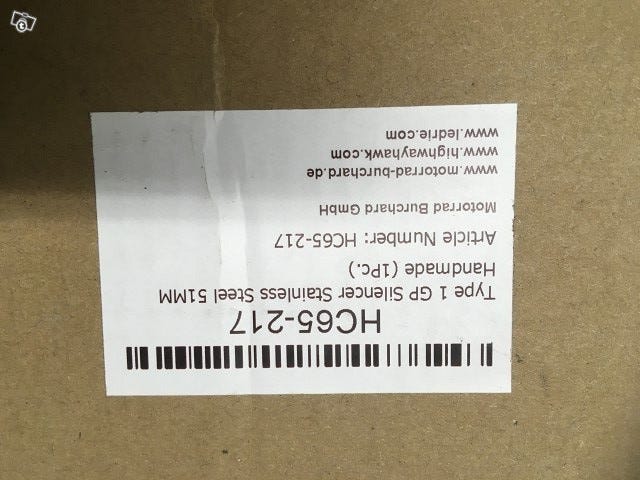 HC65-217
Type 1 GP Silencer Stainless Steel 51MM
Handmade (1Pc.)
Article Number: HC65-217
Motorrad Burchard GmbH
www.motorrad-burchard.de
www.highwayhawk.com
www.ledrie.com